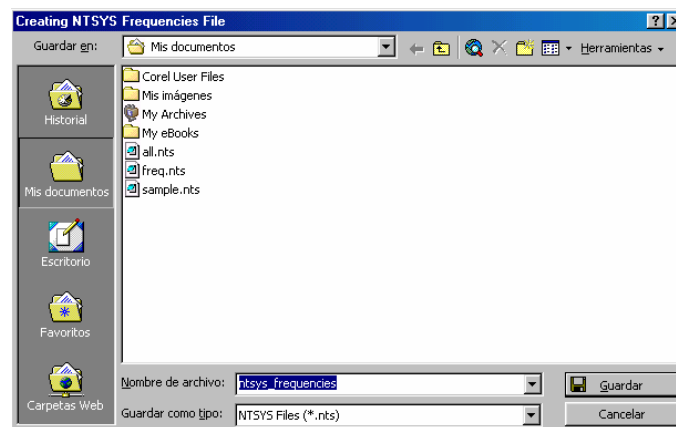 Creating NTSYS Frequencies File
Guardar en: Mis documentos Herramientas
Historial
Mis documentos
Escritorio
Favoritos
Carpetas Web
Corel User Files
Mis imágenes
My Archives
My eBooks
all.nts
freq.nts
sample.nts
Nombre de archivo: ntsys_frequencies Guardar
Guardar como tipo: NTSYS Files (*.nts) Cancelar